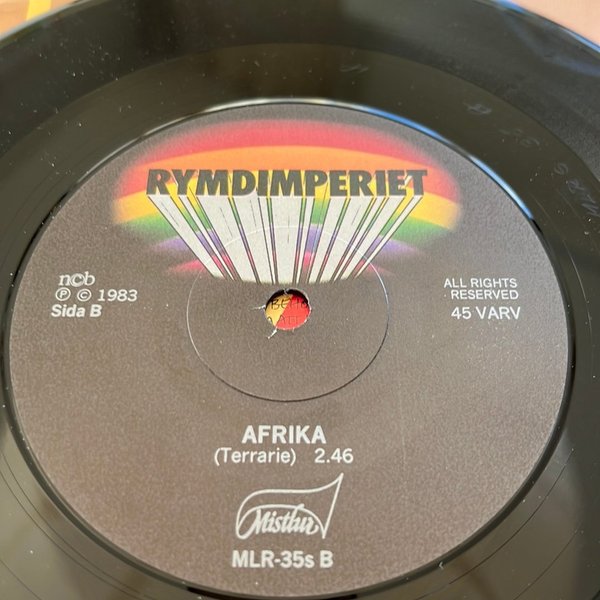 RYMDIMPERIET
ncb
Ⓟ © 1983
Sida B
ALL RIGHTS
RESERVED
45 VARV
AFRIKA
(Terrarie) 2.46
Mistlur
MLR-35s B